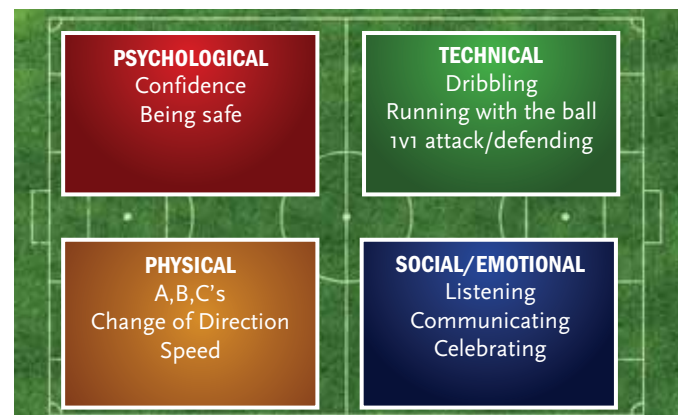 PSYCHOLOGICAL
Confidence
Being safe
TECHNICAL
Dribbling
Running with the ball
1v1 attack/defending
PHYSICAL
A,B,C's
Change of Direction
Speed
SOCIAL/EMOTIONAL
Listening
Communicating
Celebrating